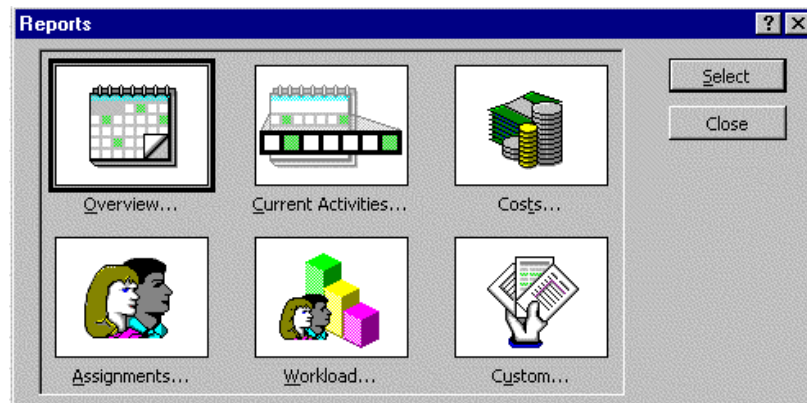 Reports
Select
Close
Overview...
Current Activities...
Costs...
Assignments...
Workload...
Custom...